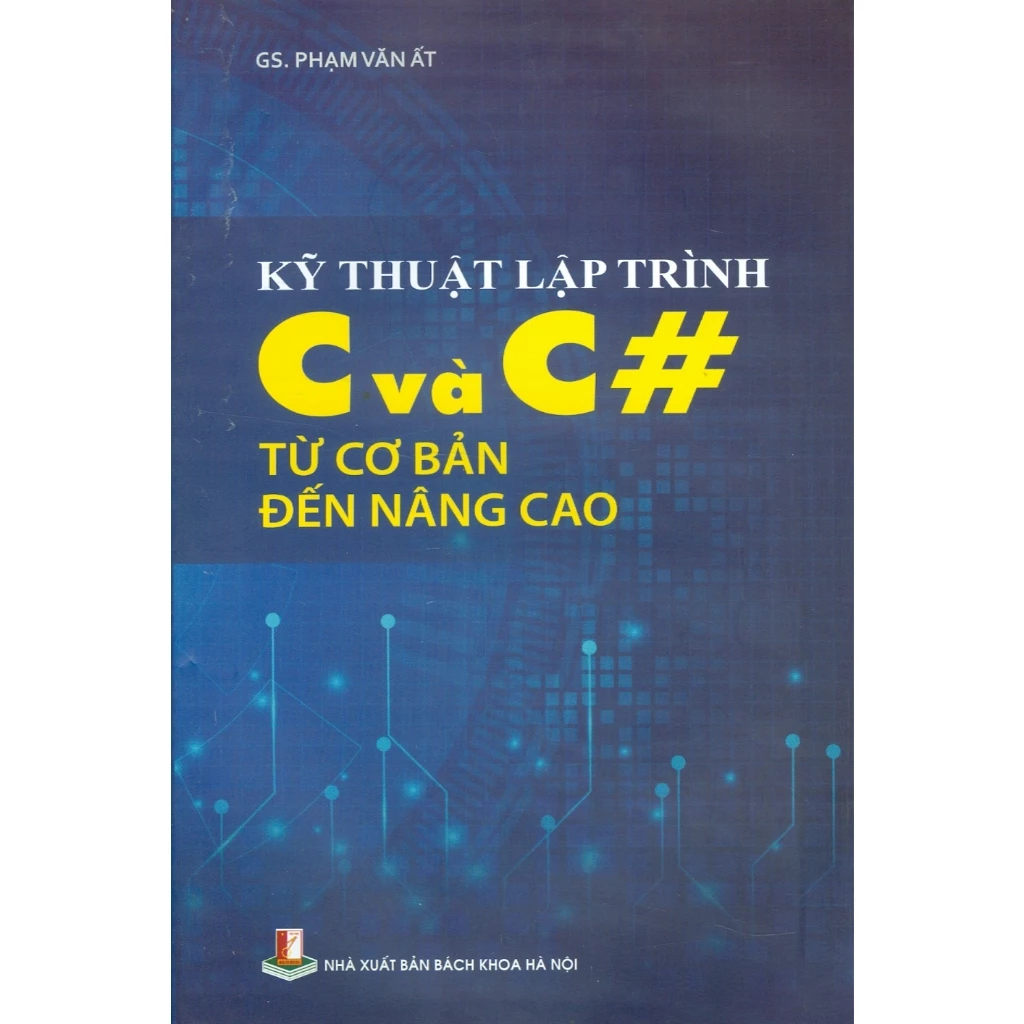 GS. PHẠM VĂN ẤT
KỸ THUẬT LẬP TRÌNH
C và C#
TỪ CƠ BẢN
ĐẾN NÂNG CAO
NHÀ XUẤT BẢN BÁCH KHOA HÀ NỘI